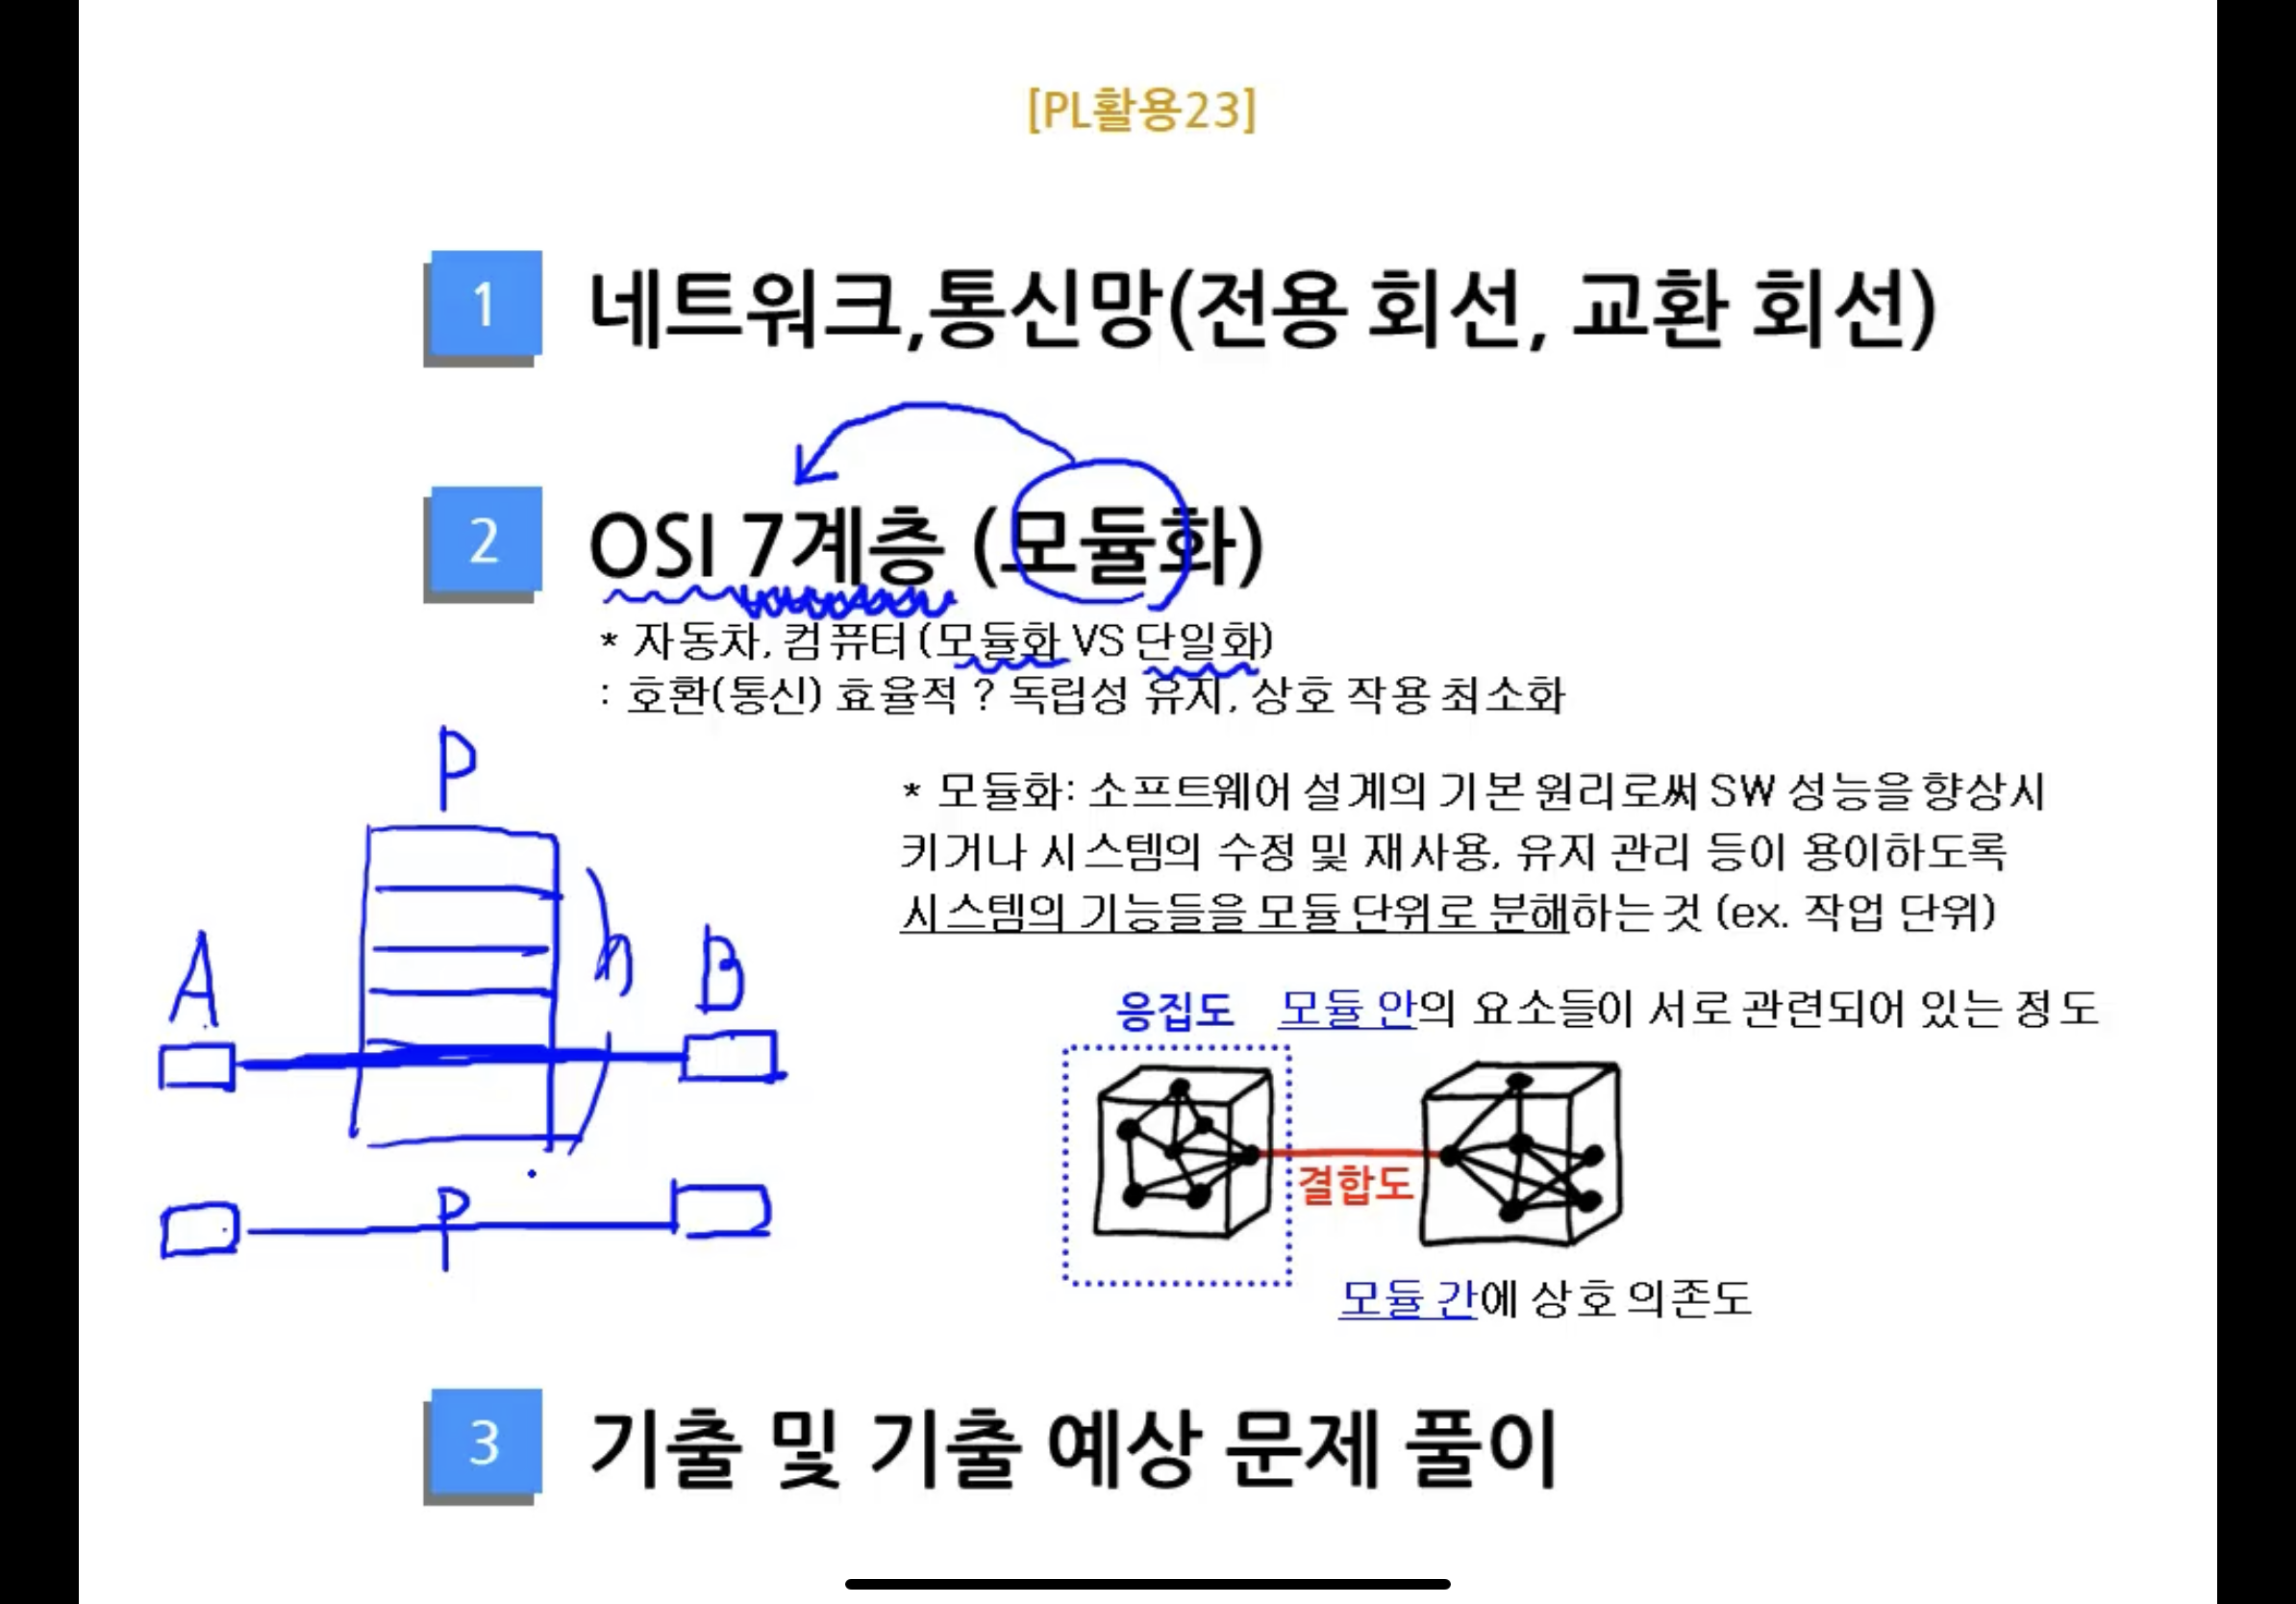 [PL활용23]
1 네트워크,통신망(전용 회선, 교환 회선)
2 OSI 7계층 (모듈화)
* 자동차, 컴퓨터(모듈화 VS 단일화)
: 호환(통신) 효율적 ? 독립성 유지, 상호 작용 최소화
P
* 모듈화: 소프트웨어 설계의 기본 원리로써 SW 성능을 향상시
키거나 시스템의 수정 및 재사용, 유지 관리 등이 용이하도록
시스템의 기능들을 모듈 단위로 분해하는 것 (ex. 작업 단위)
A
B
응집도 모듈 안의 요소들이 서로 관련되어 있는 정도
결합도
P
모듈 간에 상호 의존도
3 기출 및 기출 예상 문제 풀이